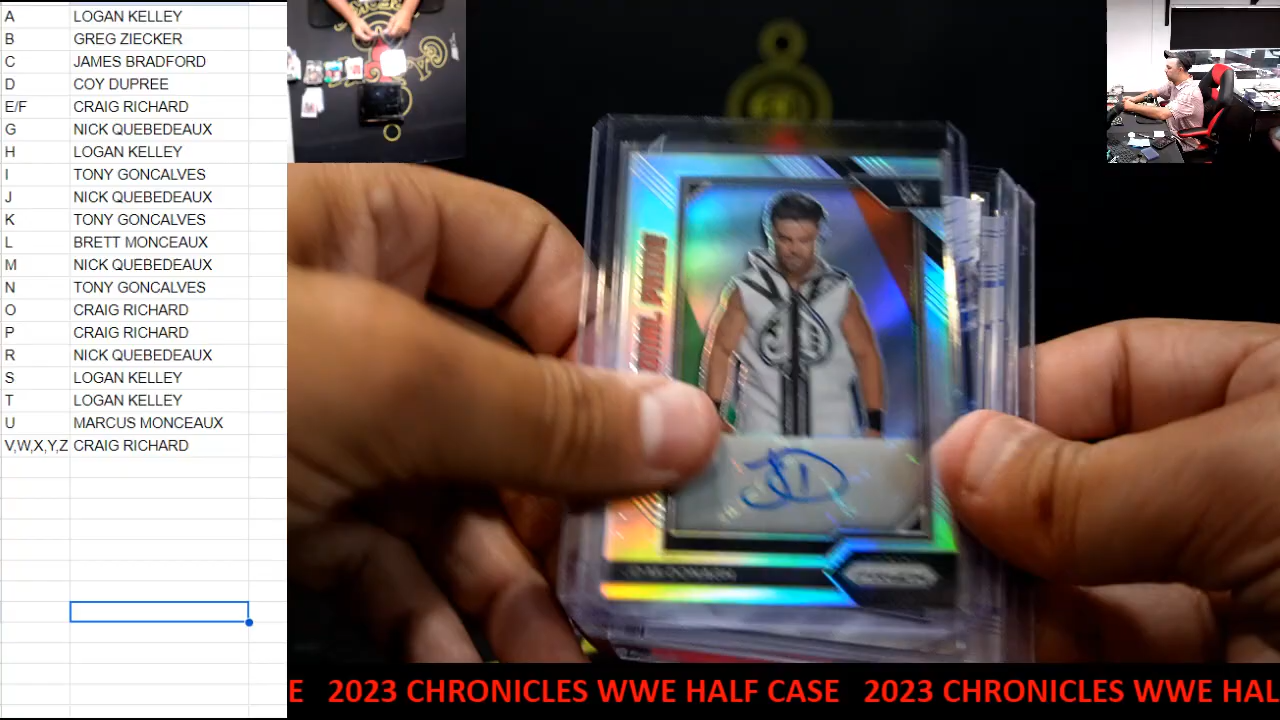 A LOGAN KELLEY
B GREG ZIECKER
C JAMES BRADFORD
D COY DUPREE
E/F CRAIG RICHARD
G NICK QUEBEDEAUX
H LOGAN KELLEY
I TONY GONCALVES
J NICK QUEBEDEAUX
K TONY GONCALVES
L BRETT MONCEAUX
M NICK QUEBEDEAUX
N TONY GONCALVES
O CRAIG RICHARD
P CRAIG RICHARD
R NICK QUEBEDEAUX
S LOGAN KELLEY
T LOGAN KELLEY
U MARCUS MONCEAUX
V,W,X,Y,Z CRAIG RICHARD
E 2023 CHRONICLES WWE HALF CASE 2023 CHRONICLES WWE HAL